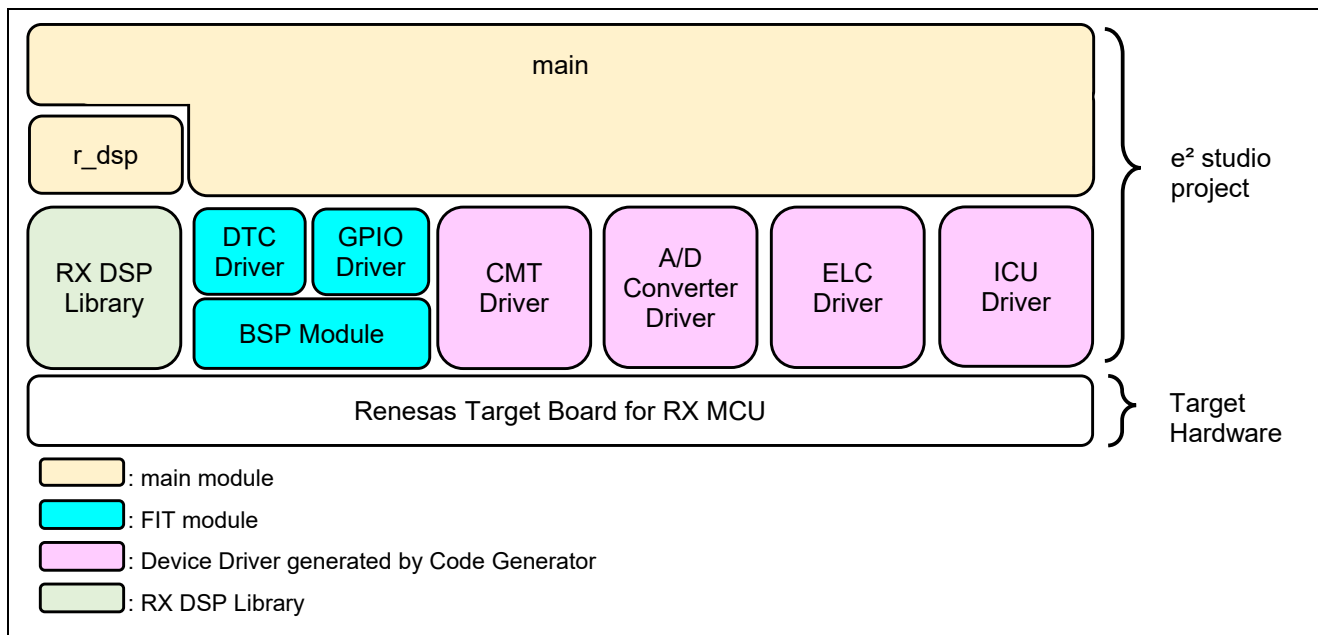 main
r_dsp
e² studio
project
RX DSP
Library
DTC
Driver
GPIO
Driver
BSP Module
CMT
Driver
A/D
Converter
Driver
ELC
Driver
ICU
Driver
Renesas Target Board for RX MCU
Target
Hardware
: main module
: FIT module
: Device Driver generated by Code Generator
: RX DSP Library